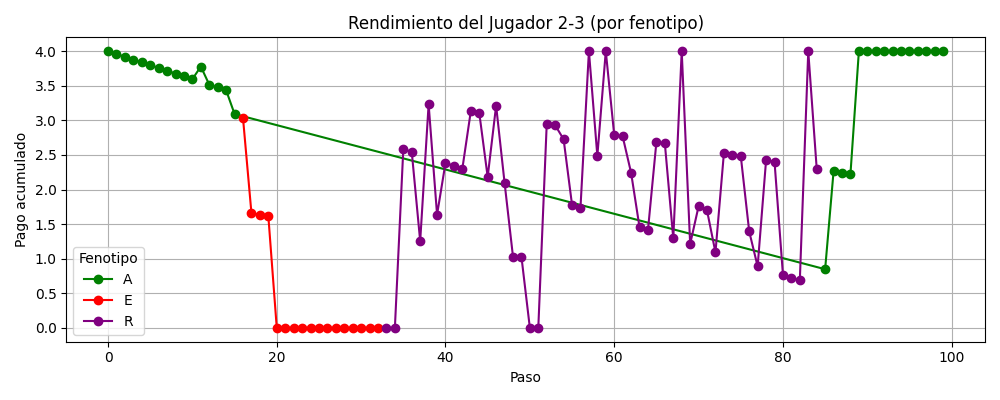 Rendimiento del Jugador 2-3 (por fenotipo)
Pago acumulado
4.0
3.5
3.0
2.5
2.0
1.5
1.0
0.5
0.0
Fenotipo
A
E
R
0 20 40 60 80 100
Paso